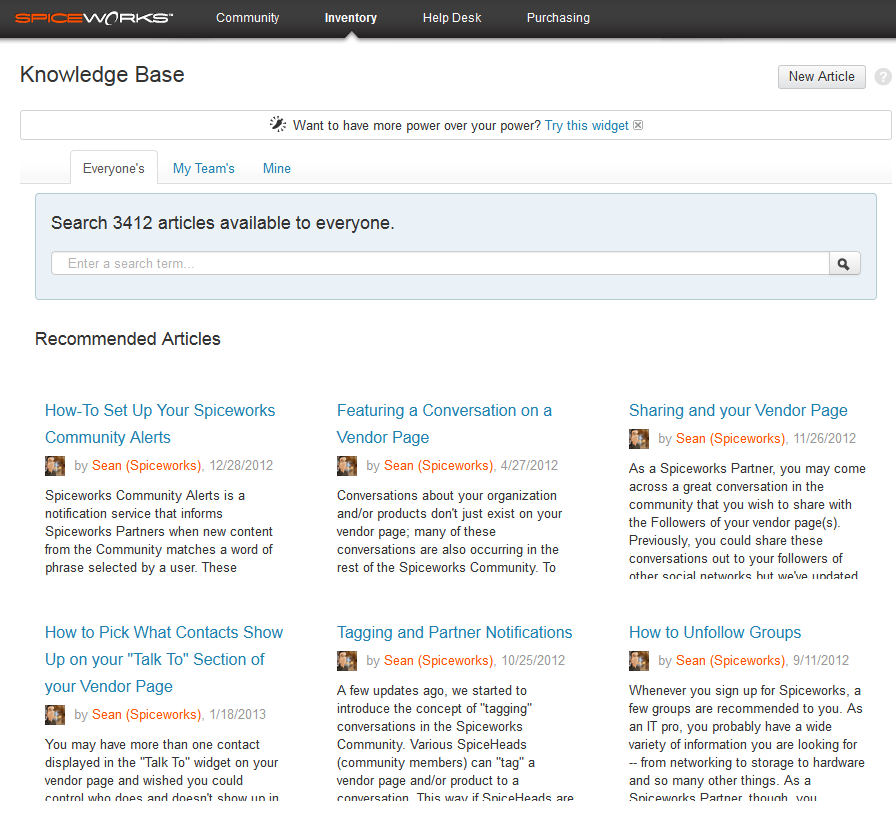 SPICEWORKS™ Community Inventory Help Desk Purchasing
Knowledge Base
New Article ?
Want to have more power over your power? Try this widget
Everyone's My Team's Mine
Search 3412 articles available to everyone.
Enter a search term...
Recommended Articles
How-To Set Up Your Spiceworks
Community Alerts
by Sean (Spiceworks), 12/28/2012
Spiceworks Community Alerts is a
notification service that informs
Spiceworks Partners when new content
from the Community matches a word of
phrase selected by a user. These
Featuring a Conversation on a
Vendor Page
by Sean (Spiceworks), 4/27/2012
Conversations about your organization
and/or products don't just exist on your
vendor page; many of these
conversations are also occurring in the
rest of the Spiceworks Community. To
Sharing and your Vendor Page
by Sean (Spiceworks), 11/26/2012
As a Spiceworks Partner, you may come
across a great conversation in the
community that you wish to share with
the Followers of your vendor page(s).
Previously, you could share these
conversations out to your followers of
other social networks but we've updated
How to Pick What Contacts Show
Up on your "Talk To" Section of
your Vendor Page
by Sean (Spiceworks), 1/18/2013
You may have more than one contact
displayed in the "Talk To" widget on your
vendor page and wished you could
control who does and doesn't show up in
Tagging and Partner Notifications
by Sean (Spiceworks), 10/25/2012
A few updates ago, we started to
introduce the concept of "tagging"
conversations in the Spiceworks
Community. Various SpiceHeads
(community members) can "tag" a
vendor page and/or product to a
conversation. This way if SpiceHeads are
How to Unfollow Groups
by Sean (Spiceworks), 9/11/2012
Whenever you sign up for Spiceworks, a
few groups are recommended to you. As
an IT pro, you probably have a wide
variety of information you are looking for
-- from networking to storage to hardware
and so many other things. As a
Spiceworks Partner, though, you